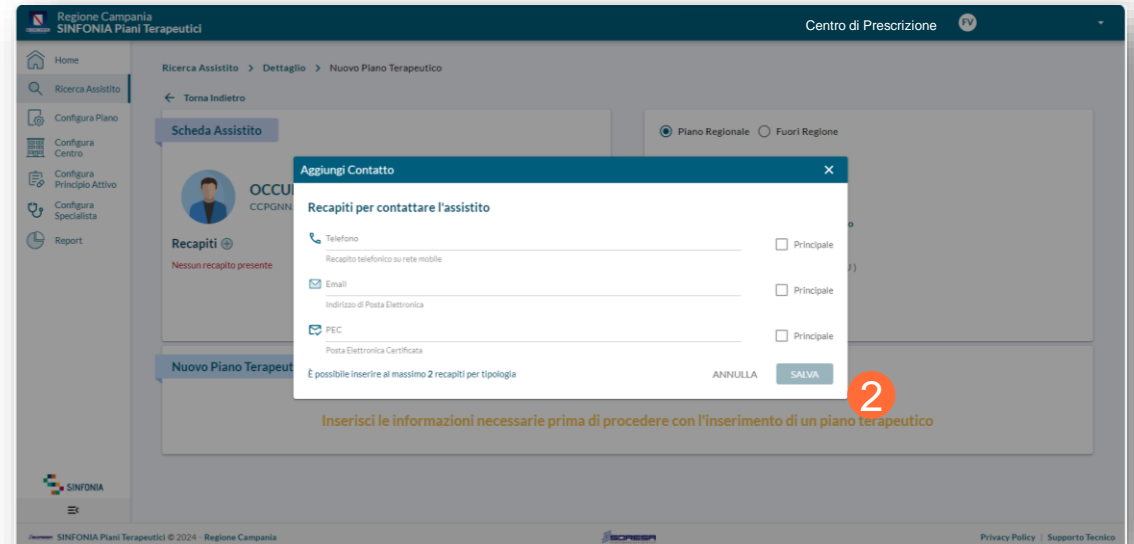 Regione Campania
SINFONIA Piani Terapeutici
Centro di Prescrizione
FV
Home
Ricerca Assistito
Configura Piano
Configura
Centro
Configura
Principio Attivo
Configura
Specialista
Report
SINFONIA
Ricerca Assistito > Dettaglio > Nuovo Piano Terapeutico
← Torna Indietro
Scheda Assistito
Piano Regionale
Fuori Regione
OCCU
CCPGNN
Recapiti
Nessun recapito presente
Aggiungi Contatto
Recapiti per contattare l'assistito
Telefono
Principale
Recapito telefonico su rete mobile
Email
Principale
Indirizzo di Posta Elettronica
PEC
Principale
Posta Elettronica Certificata
È possibile inserire al massimo 2 recapiti per tipologia
ANNULLA
SALVA
2
Nuovo Piano Terapeut
Inserisci le informazioni necessarie prima di procedere con l'inserimento di un piano terapeutico
SINFONIA Piani Terapeutici © 2024 - Regione Campania
SORESA
Privacy Policy | Supporto Tecnico